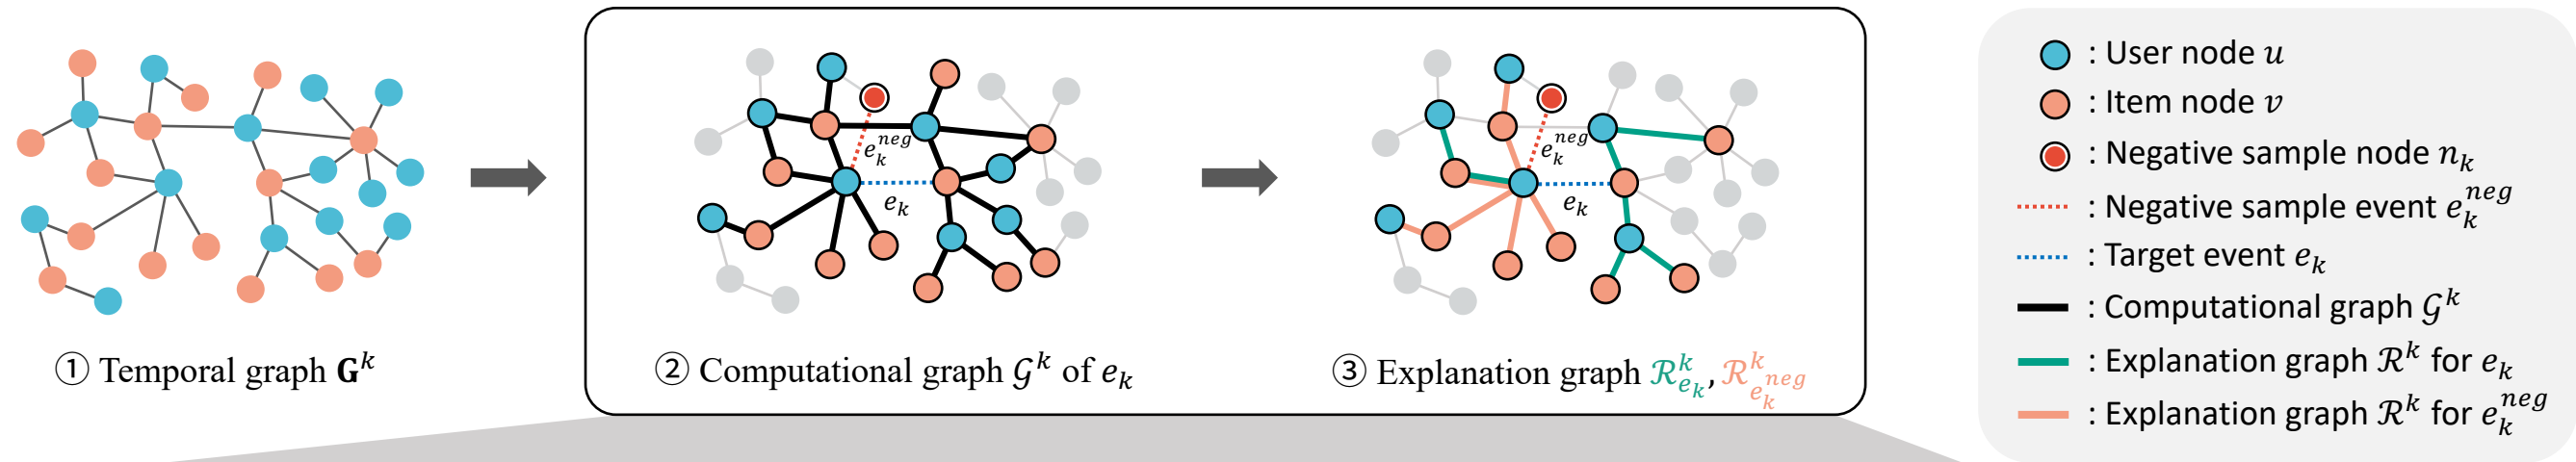 e_k^{neg}
e_k
e_k^{neg}
e_k
① Temporal graph 𝐆^k
② Computational graph 𝒢^k of e_k
③ Explanation graph ℛ^k_{e_k}, ℛ^k_{e_k^{neg}}
: User node u
: Item node v
: Negative sample node n_k
: Negative sample event e_k^{neg}
: Target event e_k
: Computational graph 𝒢^k
: Explanation graph ℛ^k for e_k
: Explanation graph ℛ^k for e_k^{neg}